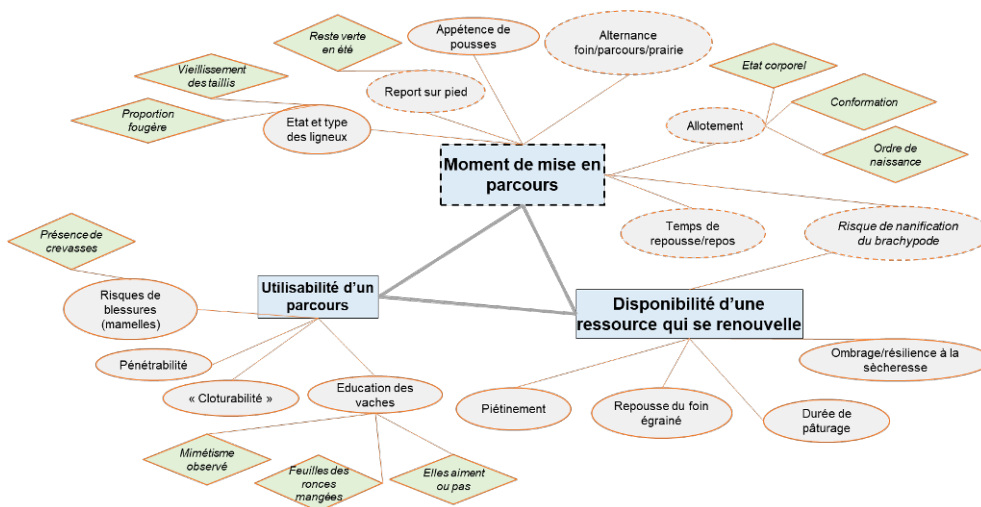 Reste verte
en été
Appétence de
pousses
Alternance
foin/parcours/prairie
Etat corporel
Vieillissement
des taillis
Report sur pied
Conformation
Proportion
fougère
Etat et type
des ligneux
Allotement
Ordre de
naissance
Moment de mise en
parcours
Présence de
crevasses
Temps de
repousse/repos
Risque de nanification
du brachypode
Utilisabilité d’un
parcours
Risques de
blessures
(mamelles)
Disponibilité d’une
ressource qui se renouvelle
Pénétrabilité
Ombrage/résilience à la
sècheresse
« Cloturabilité »
Education des
vaches
Piétinement
Repousse du foin
égrainé
Durée de
pâturage
Mimétisme
observé
Feuilles des
ronces
mangées
Elles aiment
ou pas